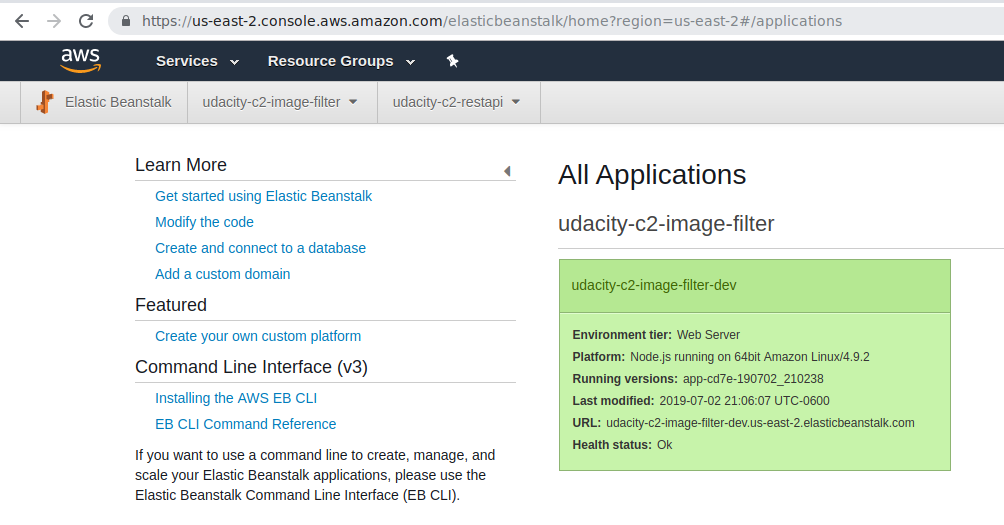 https://us-east-2.console.aws.amazon.com/elasticbeanstalk/home?region=us-east-2#/applications
aws Services Resource Groups
Elastic Beanstalk udacity-c2-image-filter udacity-c2-restapi
Learn More
Get started using Elastic Beanstalk
Modify the code
Create and connect to a database
Add a custom domain
Featured
Create your own custom platform
Command Line Interface (v3)
Installing the AWS EB CLI
EB CLI Command Reference
If you want to use a command line to create, manage, and
scale your Elastic Beanstalk applications, please use the
Elastic Beanstalk Command Line Interface (EB CLI).
All Applications
udacity-c2-image-filter
udacity-c2-image-filter-dev
Environment tier: Web Server
Platform: Node.js running on 64bit Amazon Linux/4.9.2
Running versions: app-cd7e-190702_210238
Last modified: 2019-07-02 21:06:07 UTC-0600
URL: udacity-c2-image-filter-dev.us-east-2.elasticbeanstalk.com
Health status: Ok